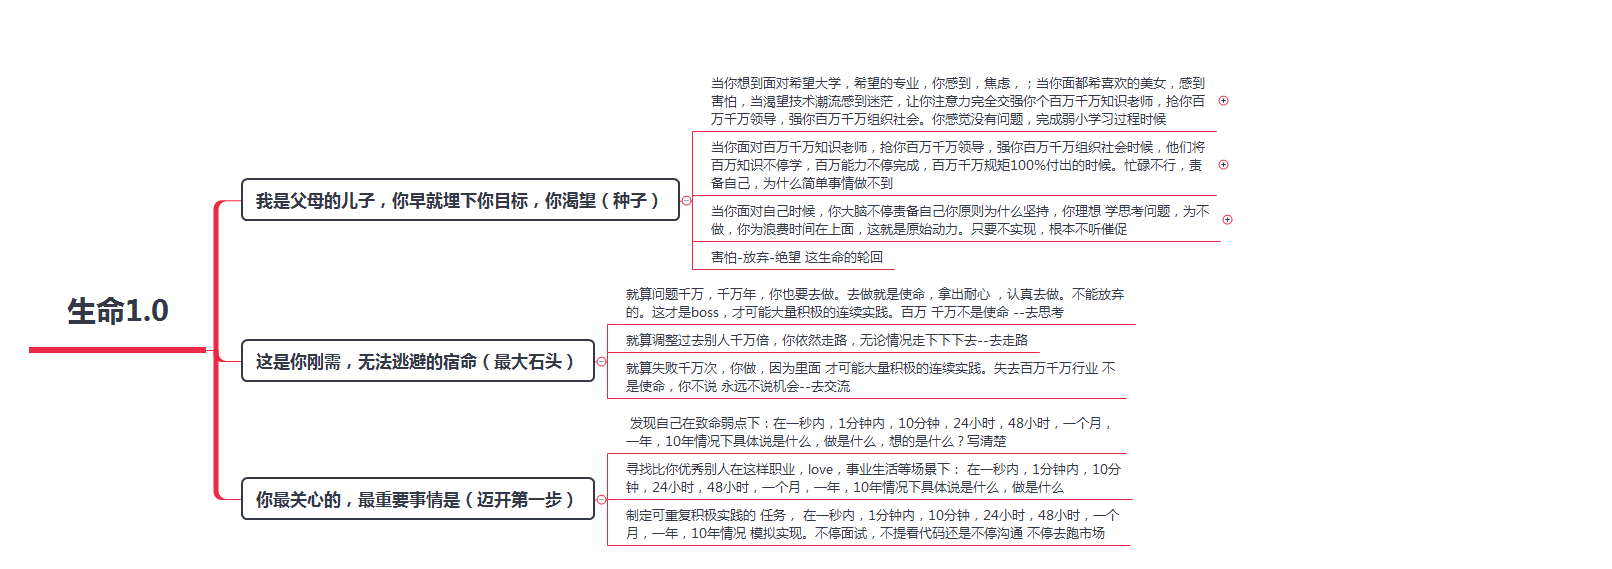 生命1.0
我是父母的儿子，你早就埋下你目标，你渴望（种子）
当你想到面对希望大学，希望的专业，你感到，焦虑，；当你面都希喜欢的美女，感到
害怕，当渴望技术潮流感到迷茫，让你注意力完全交强你个百万千万知识老师，抢你百
万千万领导，强你百万千万组织社会。你感觉没有问题，完成弱小学习过程时候
当你面对百万千万知识老师，抢你百万千万领导，强你百万千万组织社会时候，他们将
百万知识不停学，百万能力不停完成，百万千万规矩100%付出的时候。忙碌不行，责
备自己，为什么简单事情做不到
当你面对自己时候，你大脑不停责备自己你原则为什么坚持，你理想 学思考问题，为不
做，你为浪费时间在上面，这就是原始动力。只要不实现，根本不听催促
害怕-放弃-绝望 这生命的轮回
这是你刚需，无法逃避的宿命（最大石头）
就算问题千万，千万年，你也要去做。去做就是使命，拿出耐心 ，认真去做。不能放弃
的。这才是boss，才可能大量积极的连续实践。百万 千万不是使命 --去思考
就算调整过去别人千万倍，你依然走路，无论情况走下下下去--去走路
就算失败千万次，你做，因为里面 才可能大量积极的连续实践。失去百万千万行业 不
是使命，你不说 永远不说机会--去交流
你最关心的，最重要事情是（迈开第一步）
发现自己在致命弱点下：在一秒内，1分钟内，10分钟，24小时，48小时，一个月，
一年，10年情况下具体说是什么，做是什么，想的是什么？写清楚
寻找比你优秀别人在这样职业，love，事业生活等场景下： 在一秒内，1分钟内，10分
钟，24小时，48小时，一个月，一年，10年情况下具体说是什么，做是什么
制定可重复积极实践的 任务， 在一秒内，1分钟内，10分钟，24小时，48小时，一个
月，一年，10年情况 模拟实现。不停面试，不提看代码还是不停沟通 不停去跑市场